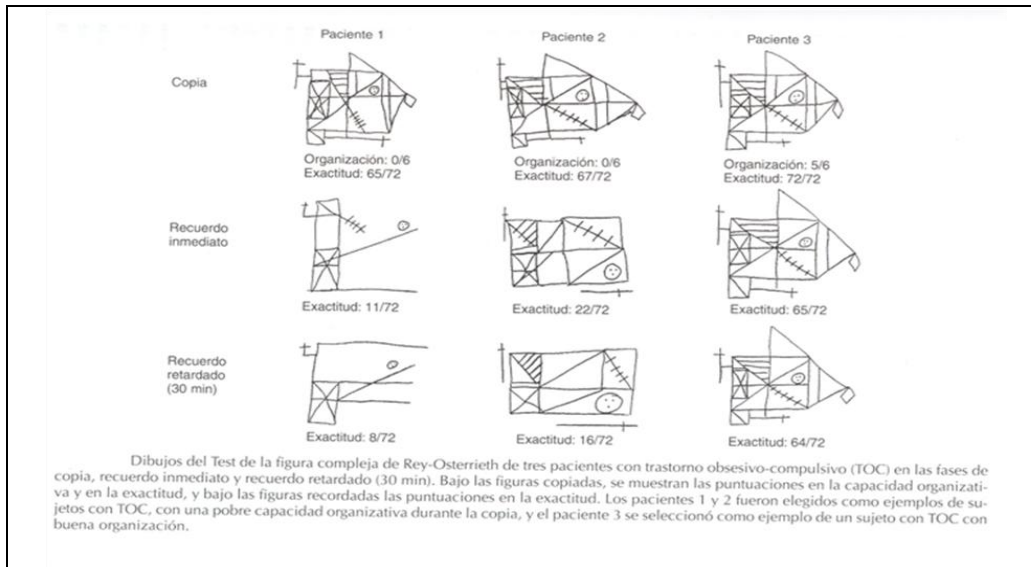 Paciente 1 Paciente 2 Paciente 3
Copia
Organización: 0/6 Organización: 0/6 Organización: 5/6
Exactitud: 65/72 Exactitud: 67/72 Exactitud: 72/72
Recuerdo
inmediato
Exactitud: 11/72 Exactitud: 22/72 Exactitud: 65/72
Recuerdo
retardado
(30 min)
Exactitud: 8/72 Exactitud: 16/72 Exactitud: 64/72
Dibujos del Test de la figura compleja de Rey-Osterrieth de tres pacientes con trastorno obsesivo-compulsivo (TOC) en las fases de
copia, recuerdo inmediato y recuerdo retardado (30 min). Bajo las figuras copiadas, se muestran las puntuaciones en la capacidad organizati-
va y en la exactitud, y bajo las figuras recordadas las puntuaciones en la exactitud. Los pacientes 1 y 2 fueron elegidos como ejemplos de su-
jetos con TOC, con una pobre capacidad organizativa durante la copia, y el paciente 3 se seleccionó como ejemplo de un sujeto con TOC con
buena organización.